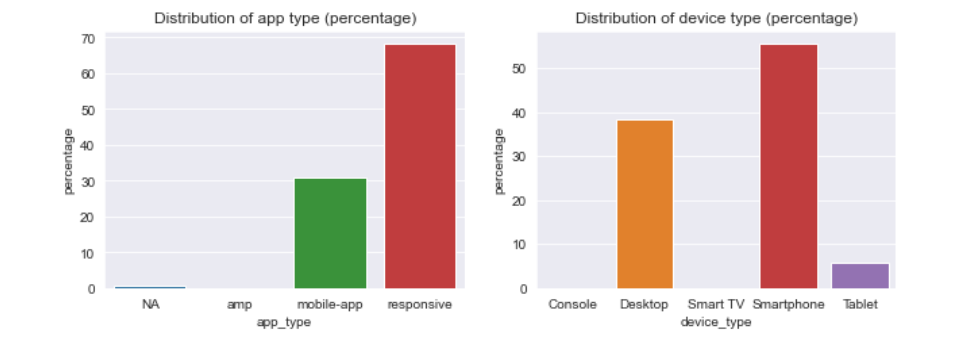 Distribution of app type (percentage)
70
60
50
40
30
20
10
0
percentage
NA amp mobile-app responsive
app_type
Distribution of device type (percentage)
50
40
30
20
10
0
percentage
Console Desktop Smart TV Smartphone Tablet
device_type